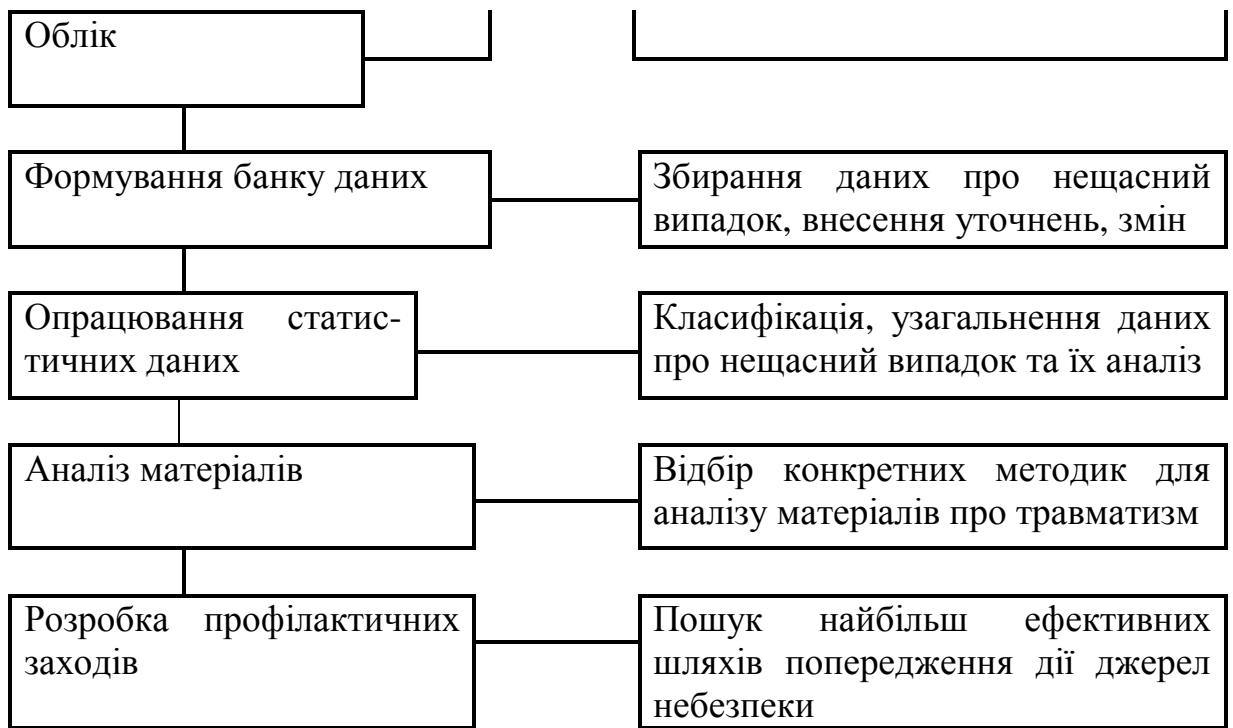 Облік
Формування банку даних
Збирання даних про нещасний
випадок, внесення уточнень, змін
Опрацювання статис-
тичних даних
Класифікація, узагальнення даних
про нещасний випадок та їх аналіз
Аналіз матеріалів
Відбір конкретних методик для
аналізу матеріалів про травматизм
Розробка профілактичних
заходів
Пошук найбільш ефективних
шляхів попередження дії джерел
небезпеки